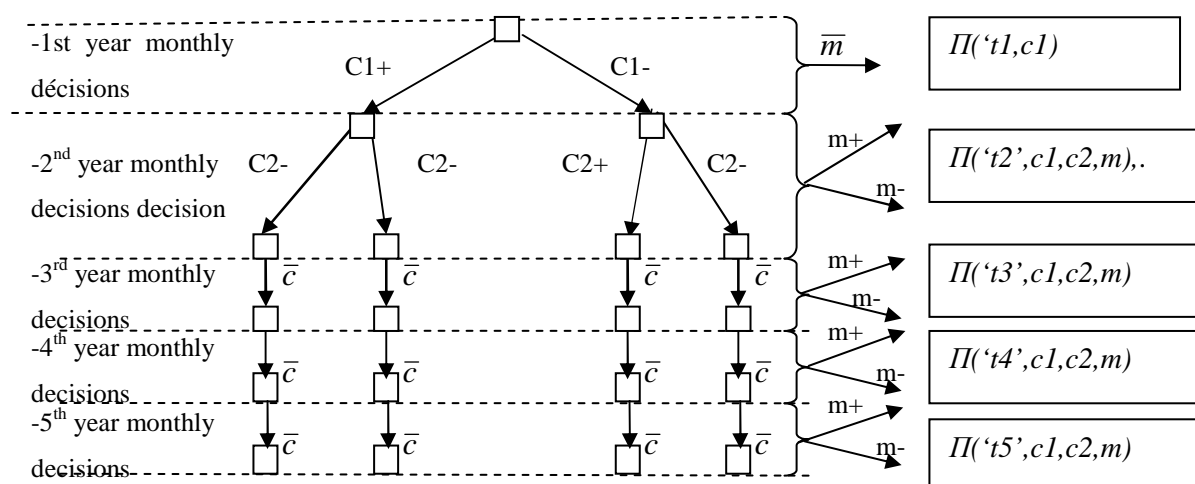 -1st year monthly
décisions
C1+
C1-
m̅
Π(‘t1,c1)
-2nd year monthly
decisions decision
C2-
C2-
C2+
C2-
m+
m-
Π(‘t2’,c1,c2,m),.
-3rd year monthly
decisions
c̅
c̅
c̅
c̅
m+
m-
Π(‘t3’,c1,c2,m)
-4th year monthly
decisions
c̅
c̅
c̅
c̅
m+
m-
Π(‘t4’,c1,c2,m)
-5th year monthly
decisions
c̅
c̅
c̅
c̅
m+
m-
Π(‘t5’,c1,c2,m)